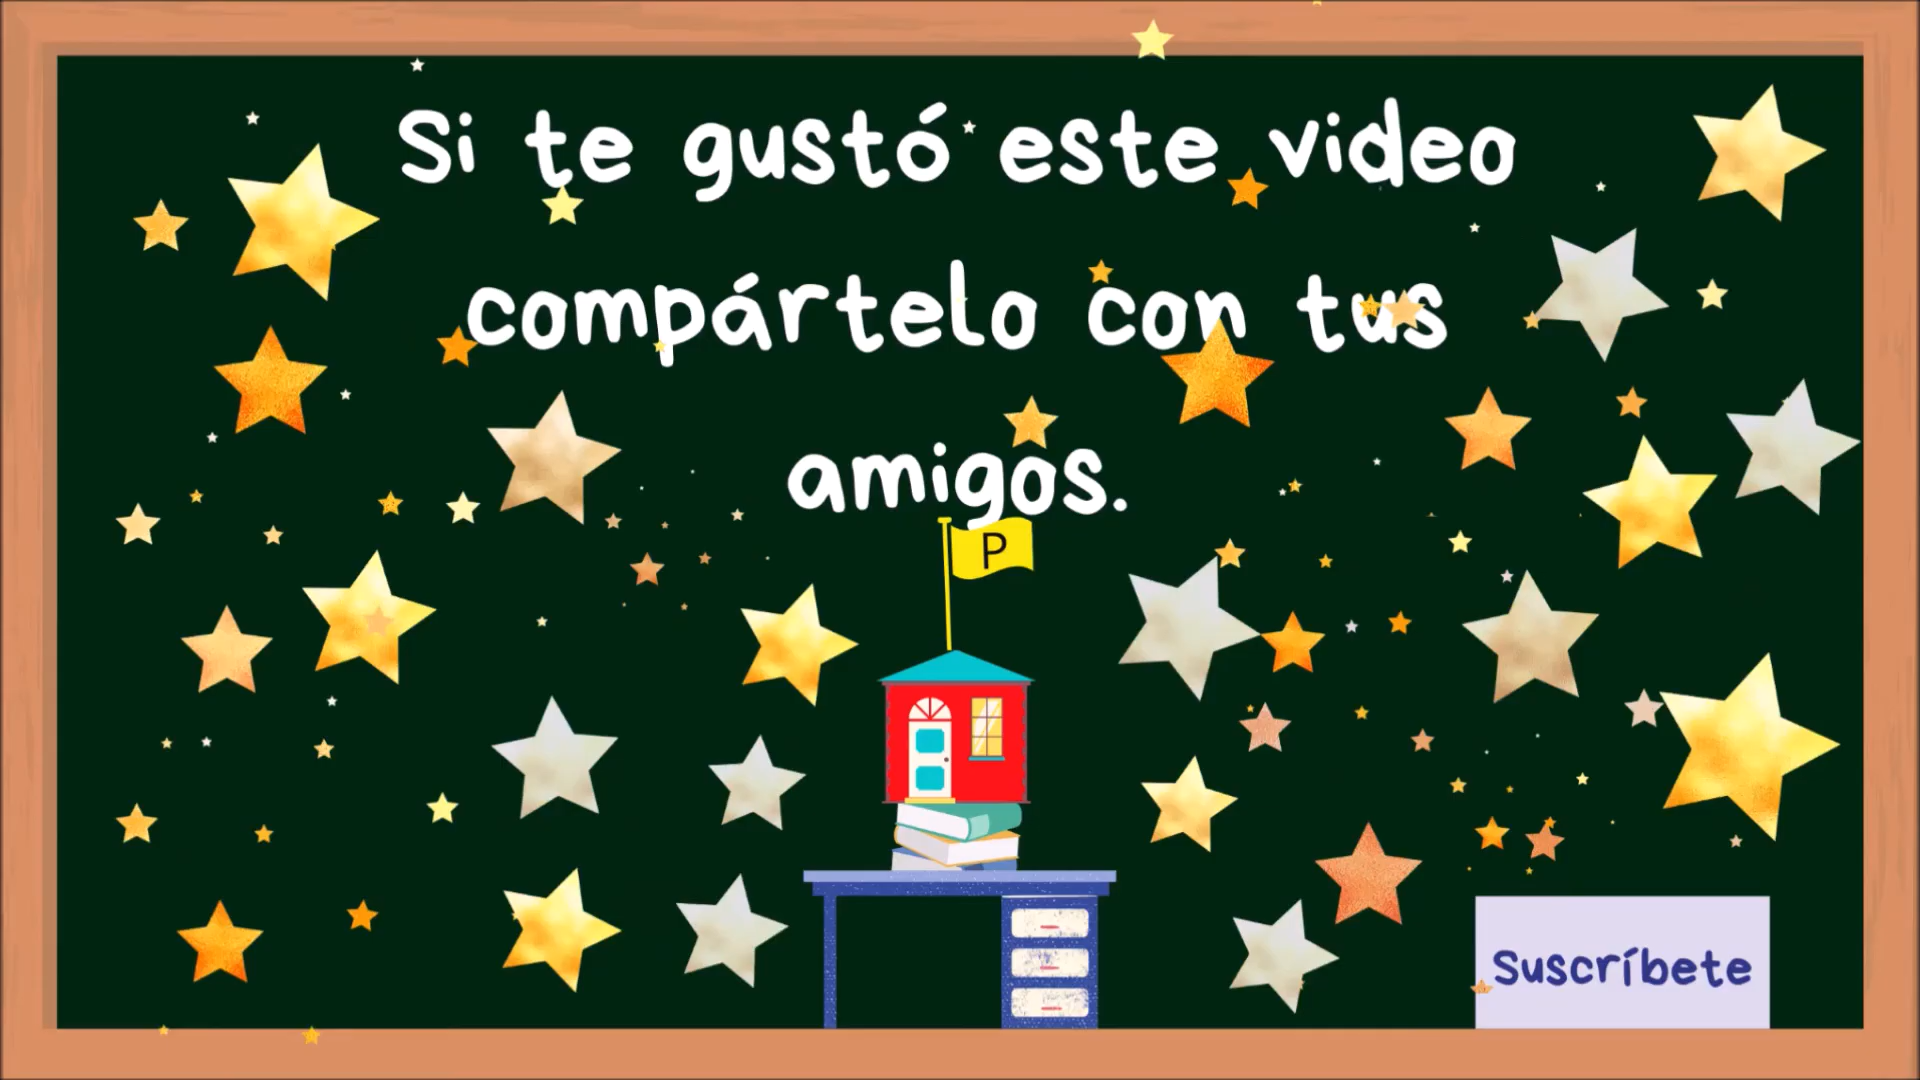 Si te gustó este video
compártelo con tus
amigos.
P
Suscríbete